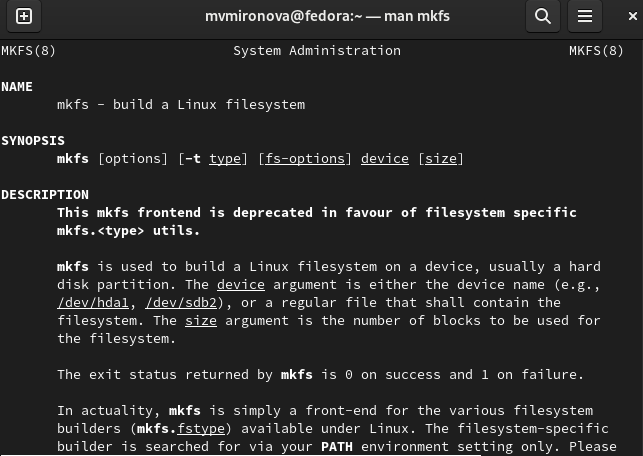 mvmironova@fedora:~ — man mkfs
MKFS(8) System Administration MKFS(8)
NAME
mkfs - build a Linux filesystem
SYNOPSIS
mkfs [options] [-t type] [fs-options] device [size]
DESCRIPTION
This mkfs frontend is deprecated in favour of filesystem specific
mkfs.<type> utils.
mkfs is used to build a Linux filesystem on a device, usually a hard
disk partition. The device argument is either the device name (e.g.,
/dev/hda1, /dev/sdb2), or a regular file that shall contain the
filesystem. The size argument is the number of blocks to be used for
the filesystem.
The exit status returned by mkfs is 0 on success and 1 on failure.
In actuality, mkfs is simply a front-end for the various filesystem
builders (mkfs.fstype) available under Linux. The filesystem-specific
builder is searched for via your PATH environment setting only. Please